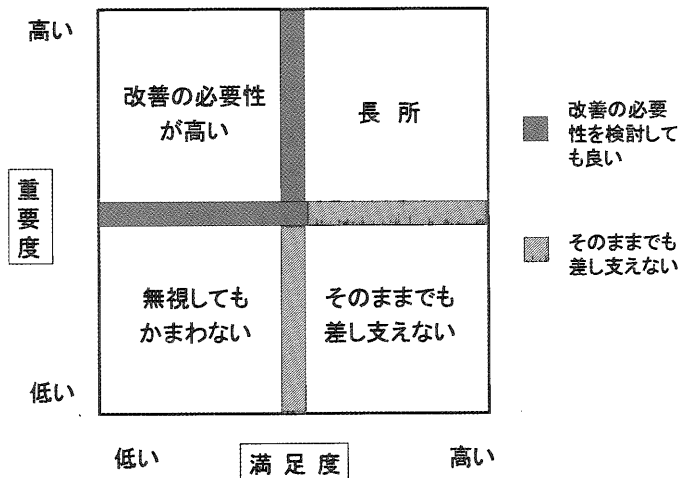 高い
改善の必要性
が高い
長 所
改善の必要
性を検討して
も良い
重
要
度
そのままでも
差し支えない
無視しても
かまわない
そのままでも
差し支えない
低い
低い
満 足 度
高い